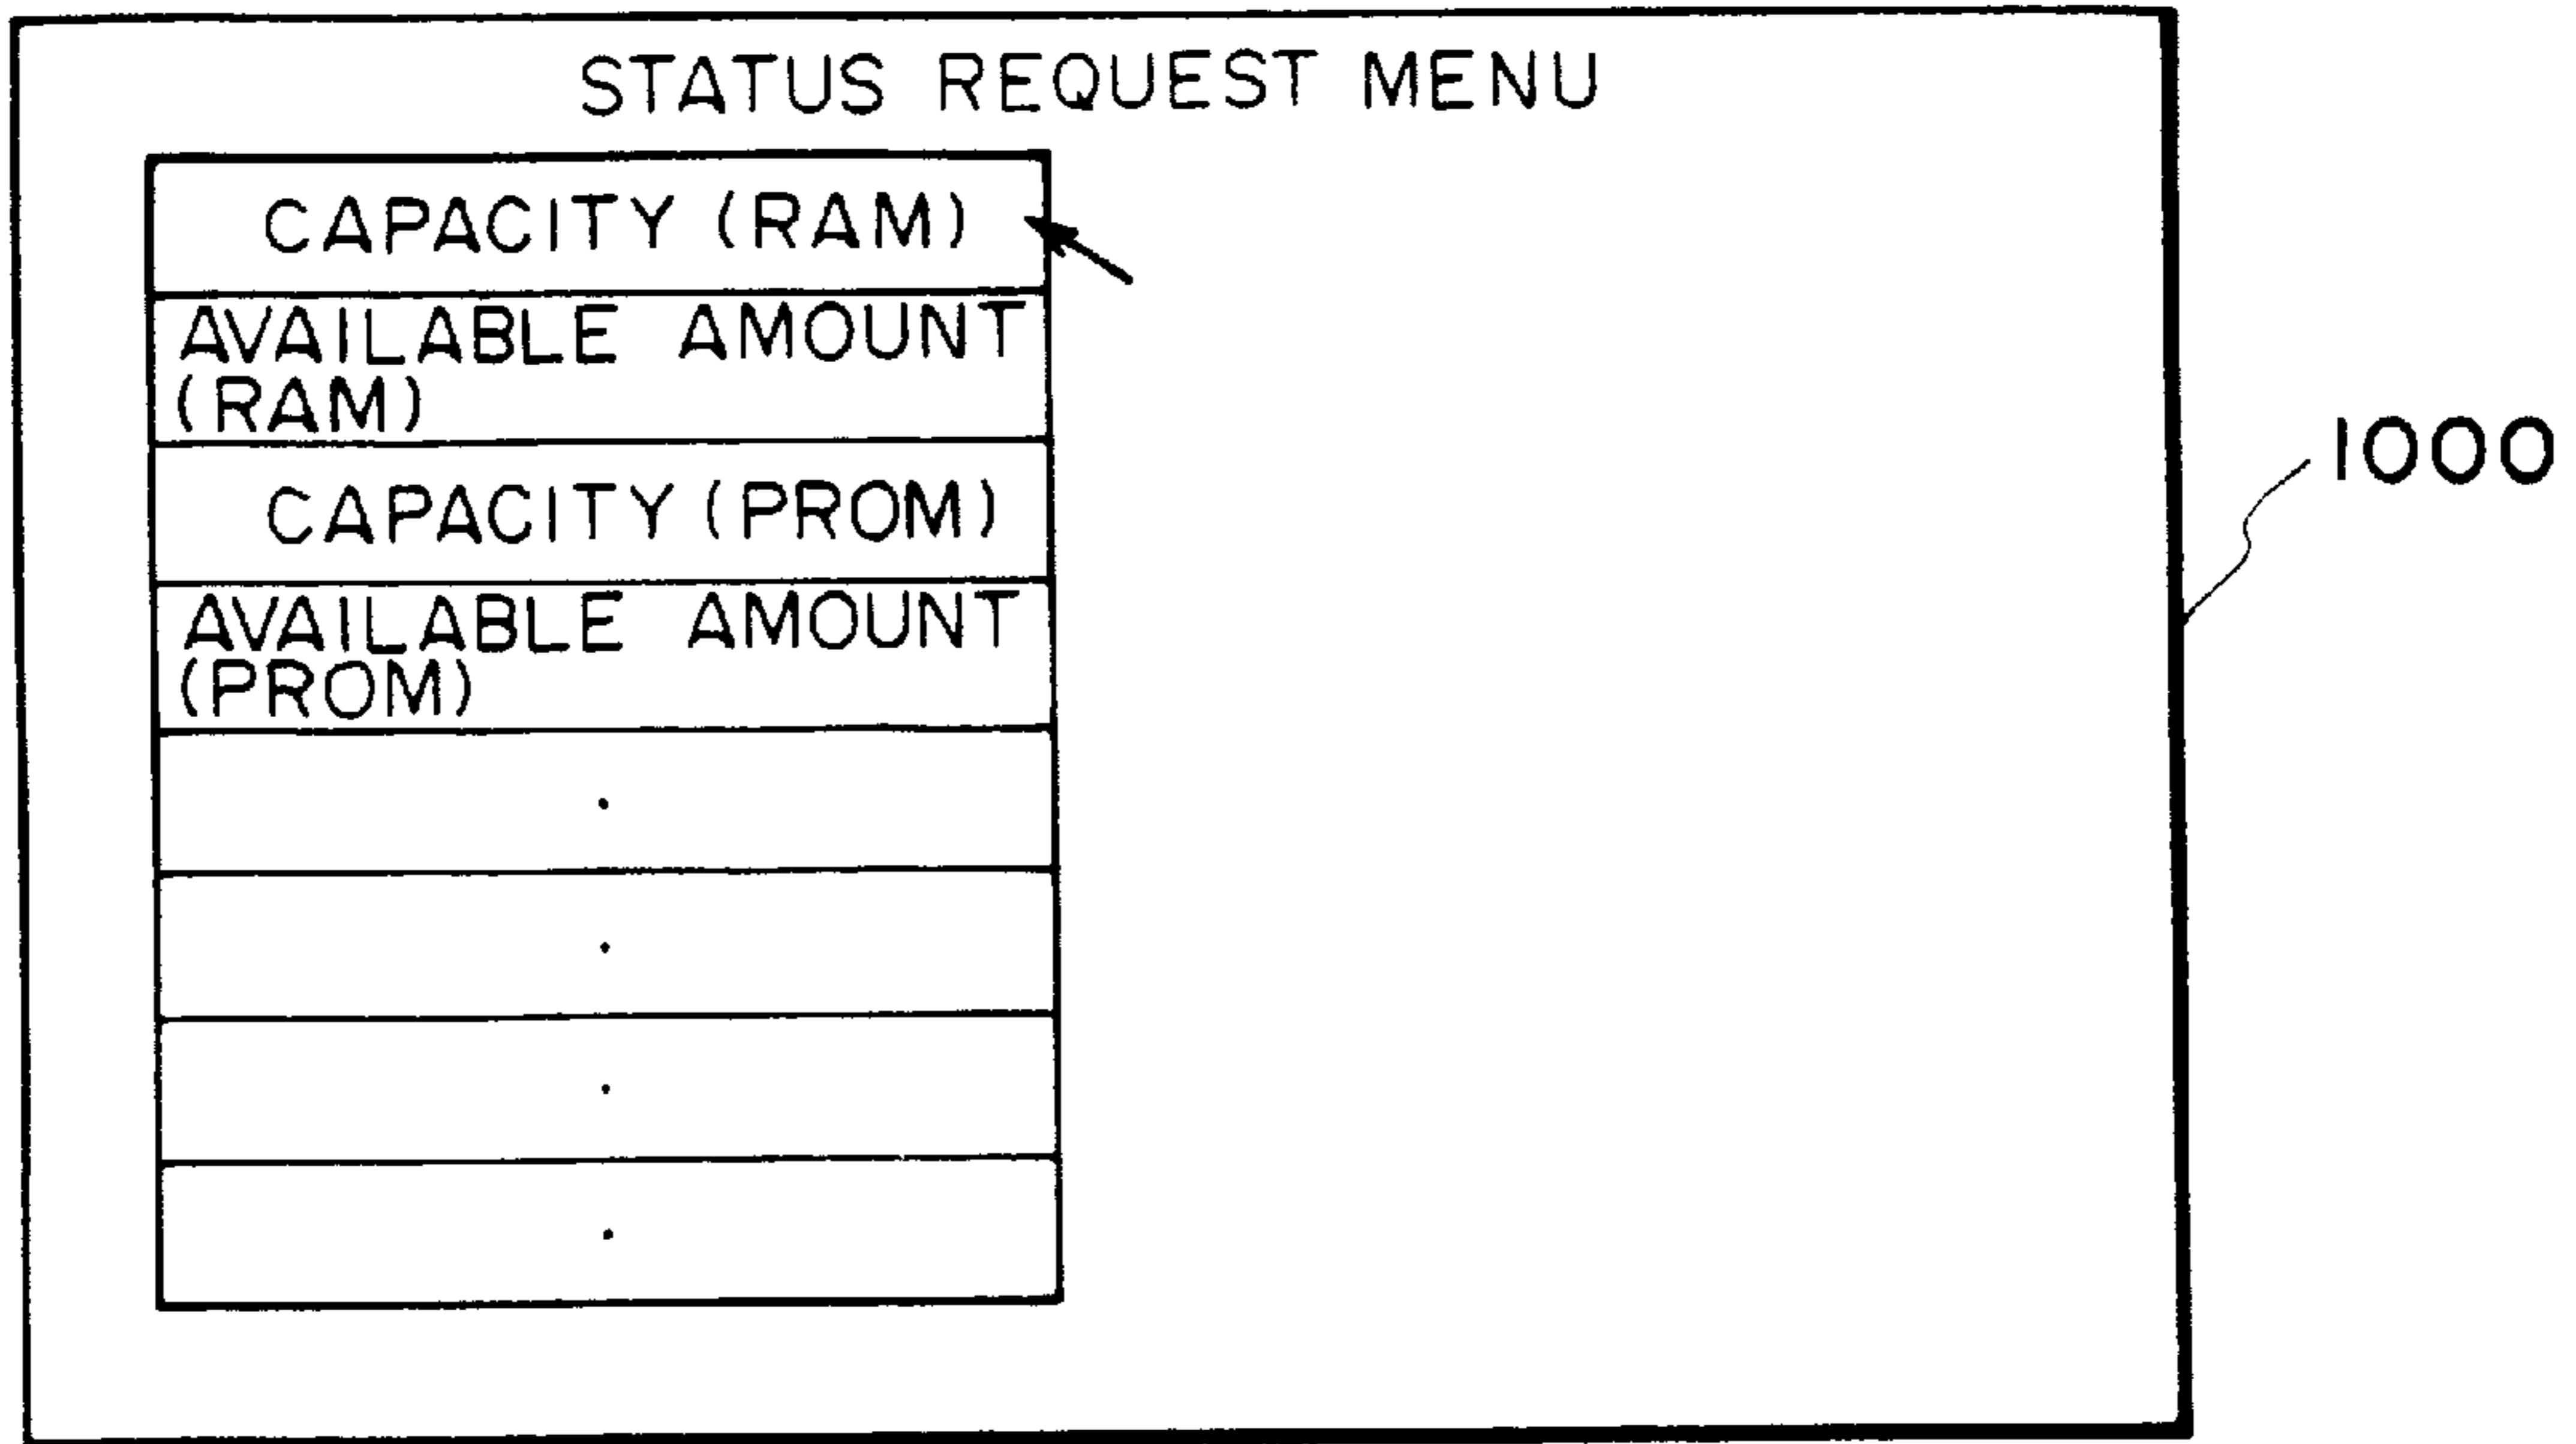 STATUS REQUEST MENU
CAPACITY (RAM)
AVAILABLE AMOUNT
(RAM)
CAPACITY (PROM)
AVAILABLE AMOUNT
(PROM)
.
.
.
.
1000